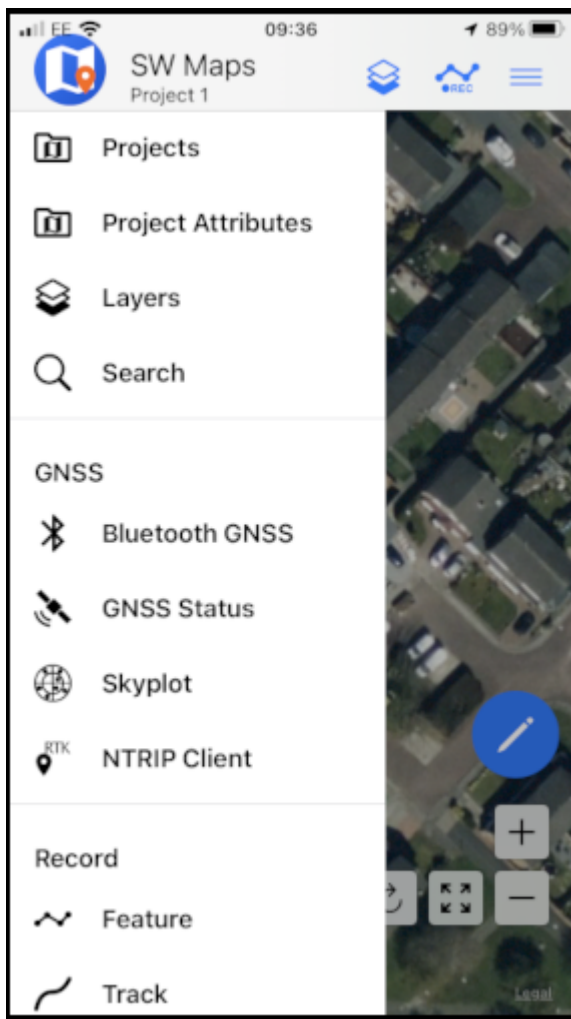 EE 09:36 89%
SW Maps
Project 1
REC
Projects
Project Attributes
Layers
Search
GNSS
Bluetooth GNSS
GNSS Status
Skyplot
RTK
NTRIP Client
Record
Feature
Track
Legal